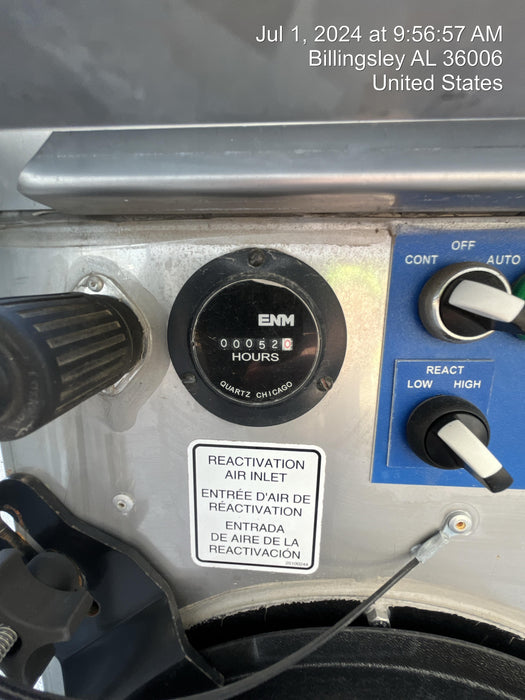 Jul 1, 2024 at 9:56:57 AM
Billingsley AL 36006
United States
OFF
CONT AUTO
ENM
000520
HOURS
QUARTZ CHICAGO
REACT
LOW HIGH
REACTIVATION
AIR INLET
ENTRÉE D'AIR DE
RÉACTIVATION
ENTRADA
DE AIRE DE LA
REACTIVACIÓN